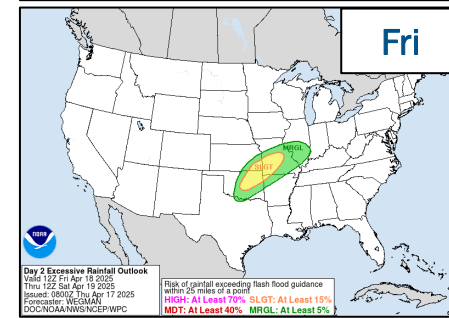 Fri
MRGL
SLGT
NOAA
Day 2 Excessive Rainfall Outlook
Valid 12Z Fri Apr 18 2025
Thru 12Z Sat Apr 19 2025
Issued: 0800Z Thu Apr 17 2025
Forecaster: WEGMAN
DOC/NOAA/NWS/NCEP/WPC
Risk of rainfall exceeding flash flood guidance
within 25 miles of a point
HIGH: At Least 70% SLGT: At Least 15%
MDT: At Least 40% MRGL: At Least 5%